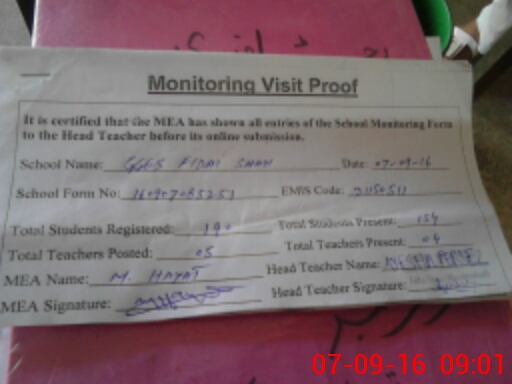 Monitoring Visit Proof
It is certified that the MEA has shown all entries of the School Monitoring Form
to the Head Teacher before its online submission.
School Name: GGES Date: 07-09-16
School Form No: EMIS Code:
Total Students Registered: 190 Total Students Present: 154
Total Teachers Posted: 05 Total Teachers Present: 04
MEA Name: M. HAYAT Head Teacher Name:
MEA Signature: Head Teacher Signature:
07-09-16 09:01